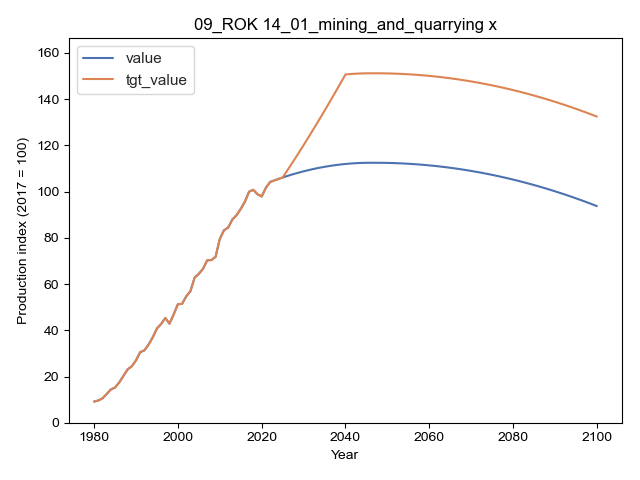 09_ROK 14_01_mining_and_quarrying x
value
tgt_value
Production index (2017 = 100)
160
140
120
100
80
60
40
20
0
1980 2000 2020 2040 2060 2080 2100
Year